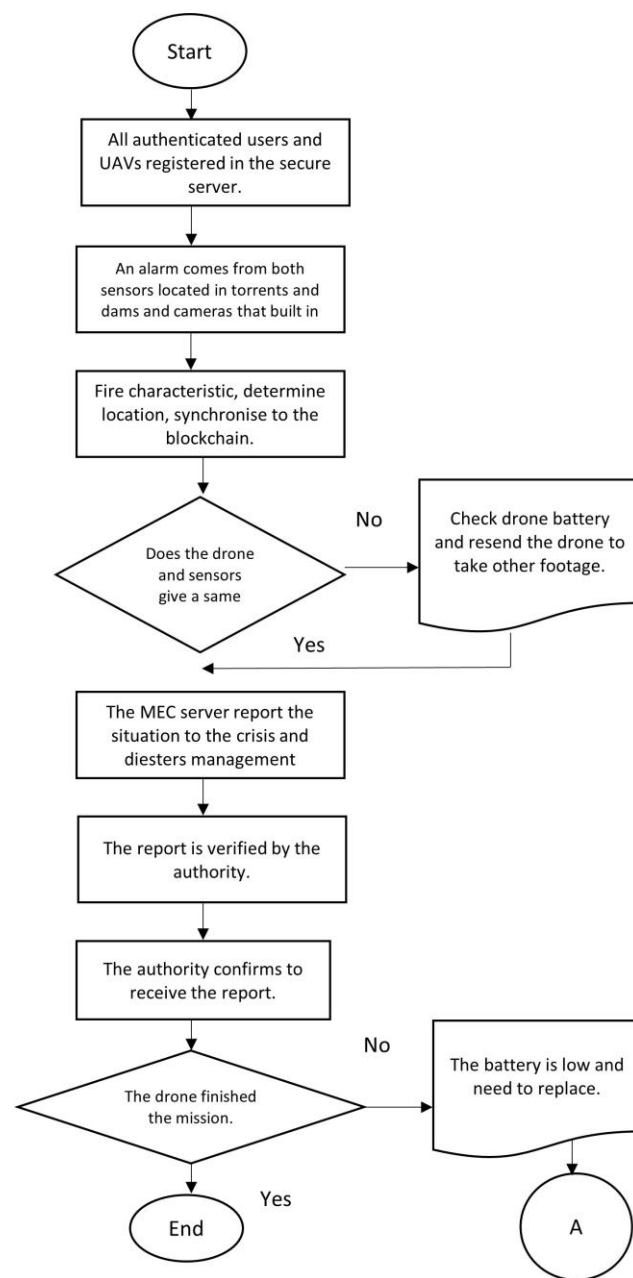 Start
All authenticated users and
UAVs registered in the secure
server.
An alarm comes from both
sensors located in torrents and
dams and cameras that built in
Fire characteristic, determine
location, synchronise to the
blockchain.
Does the drone
and sensors
give a same
No
Check drone battery
and resend the drone to
take other footage.
Yes
The MEC server report the
situation to the crisis and
diesters management
The report is verified by the
authority.
The authority confirms to
receive the report.
The drone finished
the mission.
No
The battery is low and
need to replace.
Yes
End
A